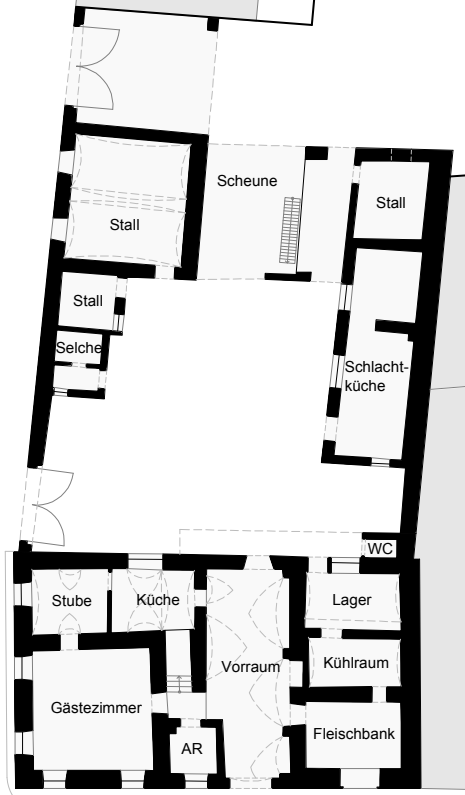 Scheune
Stall
Stall
Stall
Selche
Schlacht-
küche
WC
Stube
Küche
Lager
Vorraum
Kühlraum
Gästezimmer
Fleischbank
AR